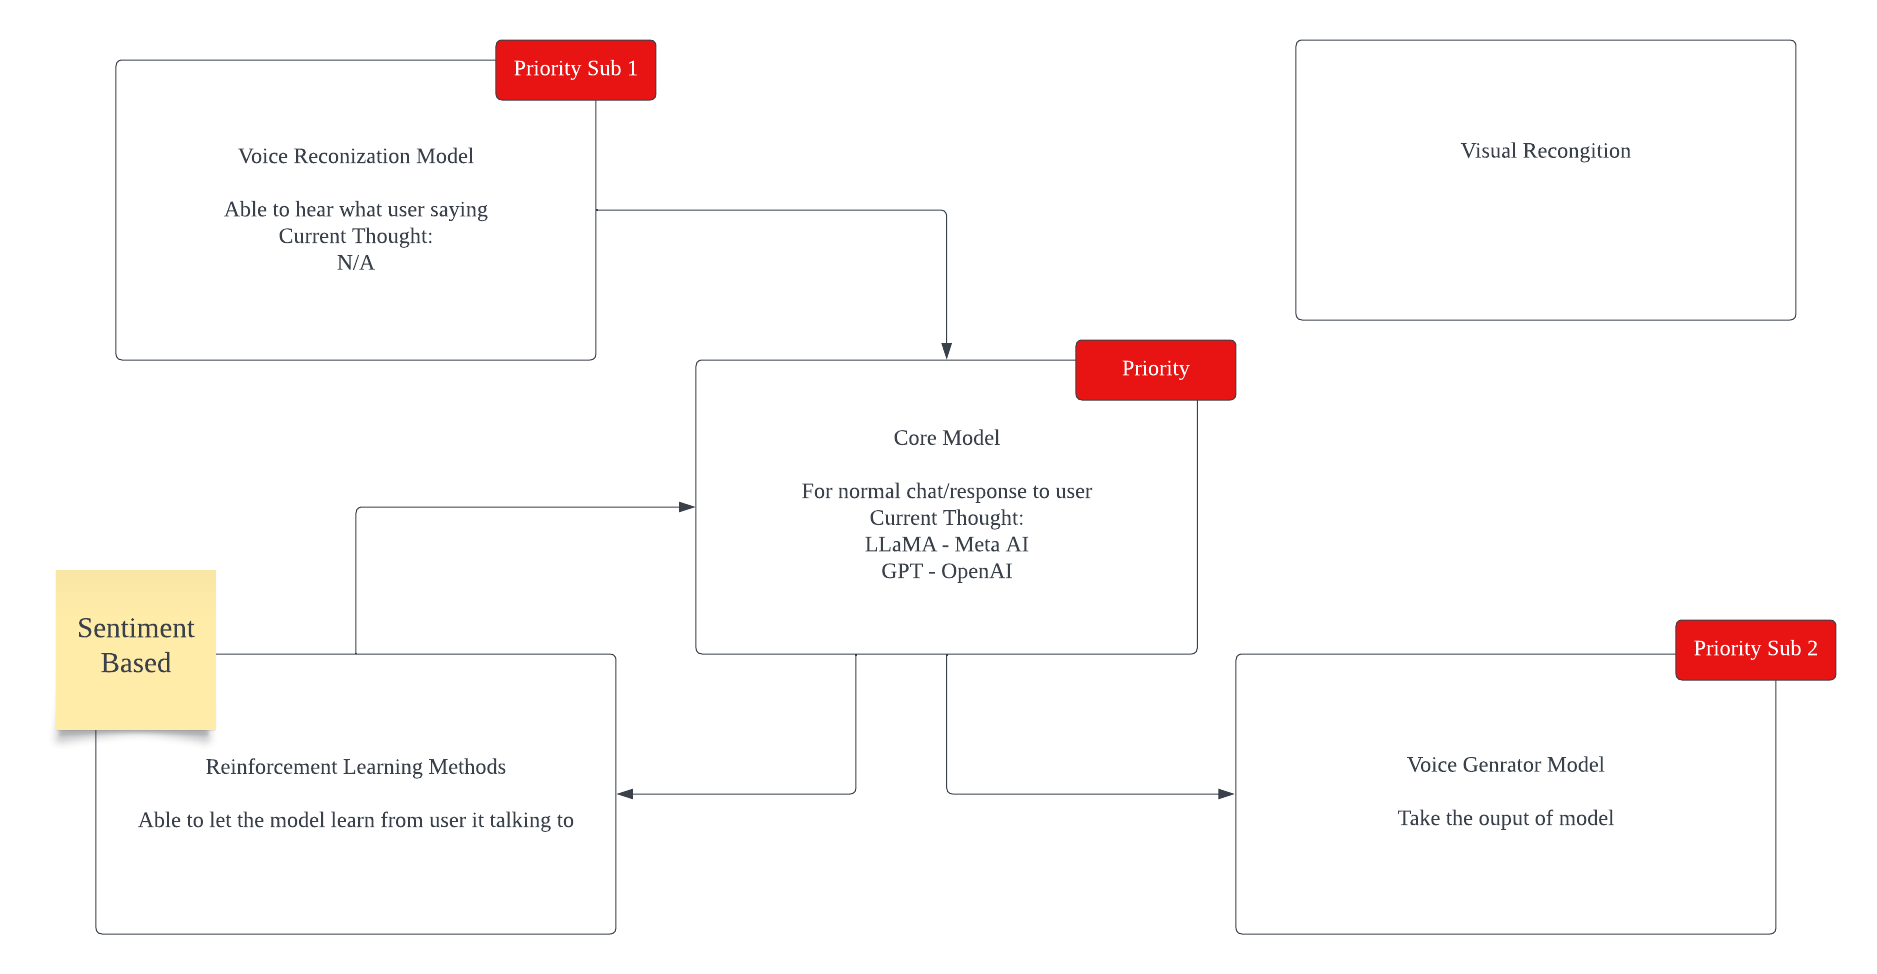 Priority Sub 1
Voice Reconization Model
Able to hear what user saying
Current Thought:
N/A
Visual Recongition
Priority
Core Model
For normal chat/response to user
Current Thought:
LLaMA - Meta AI
GPT - OpenAI
Sentiment
Based
Reinforcement Learning Methods
Able to let the model learn from user it talking to
Priority Sub 2
Voice Genrator Model
Take the ouput of model